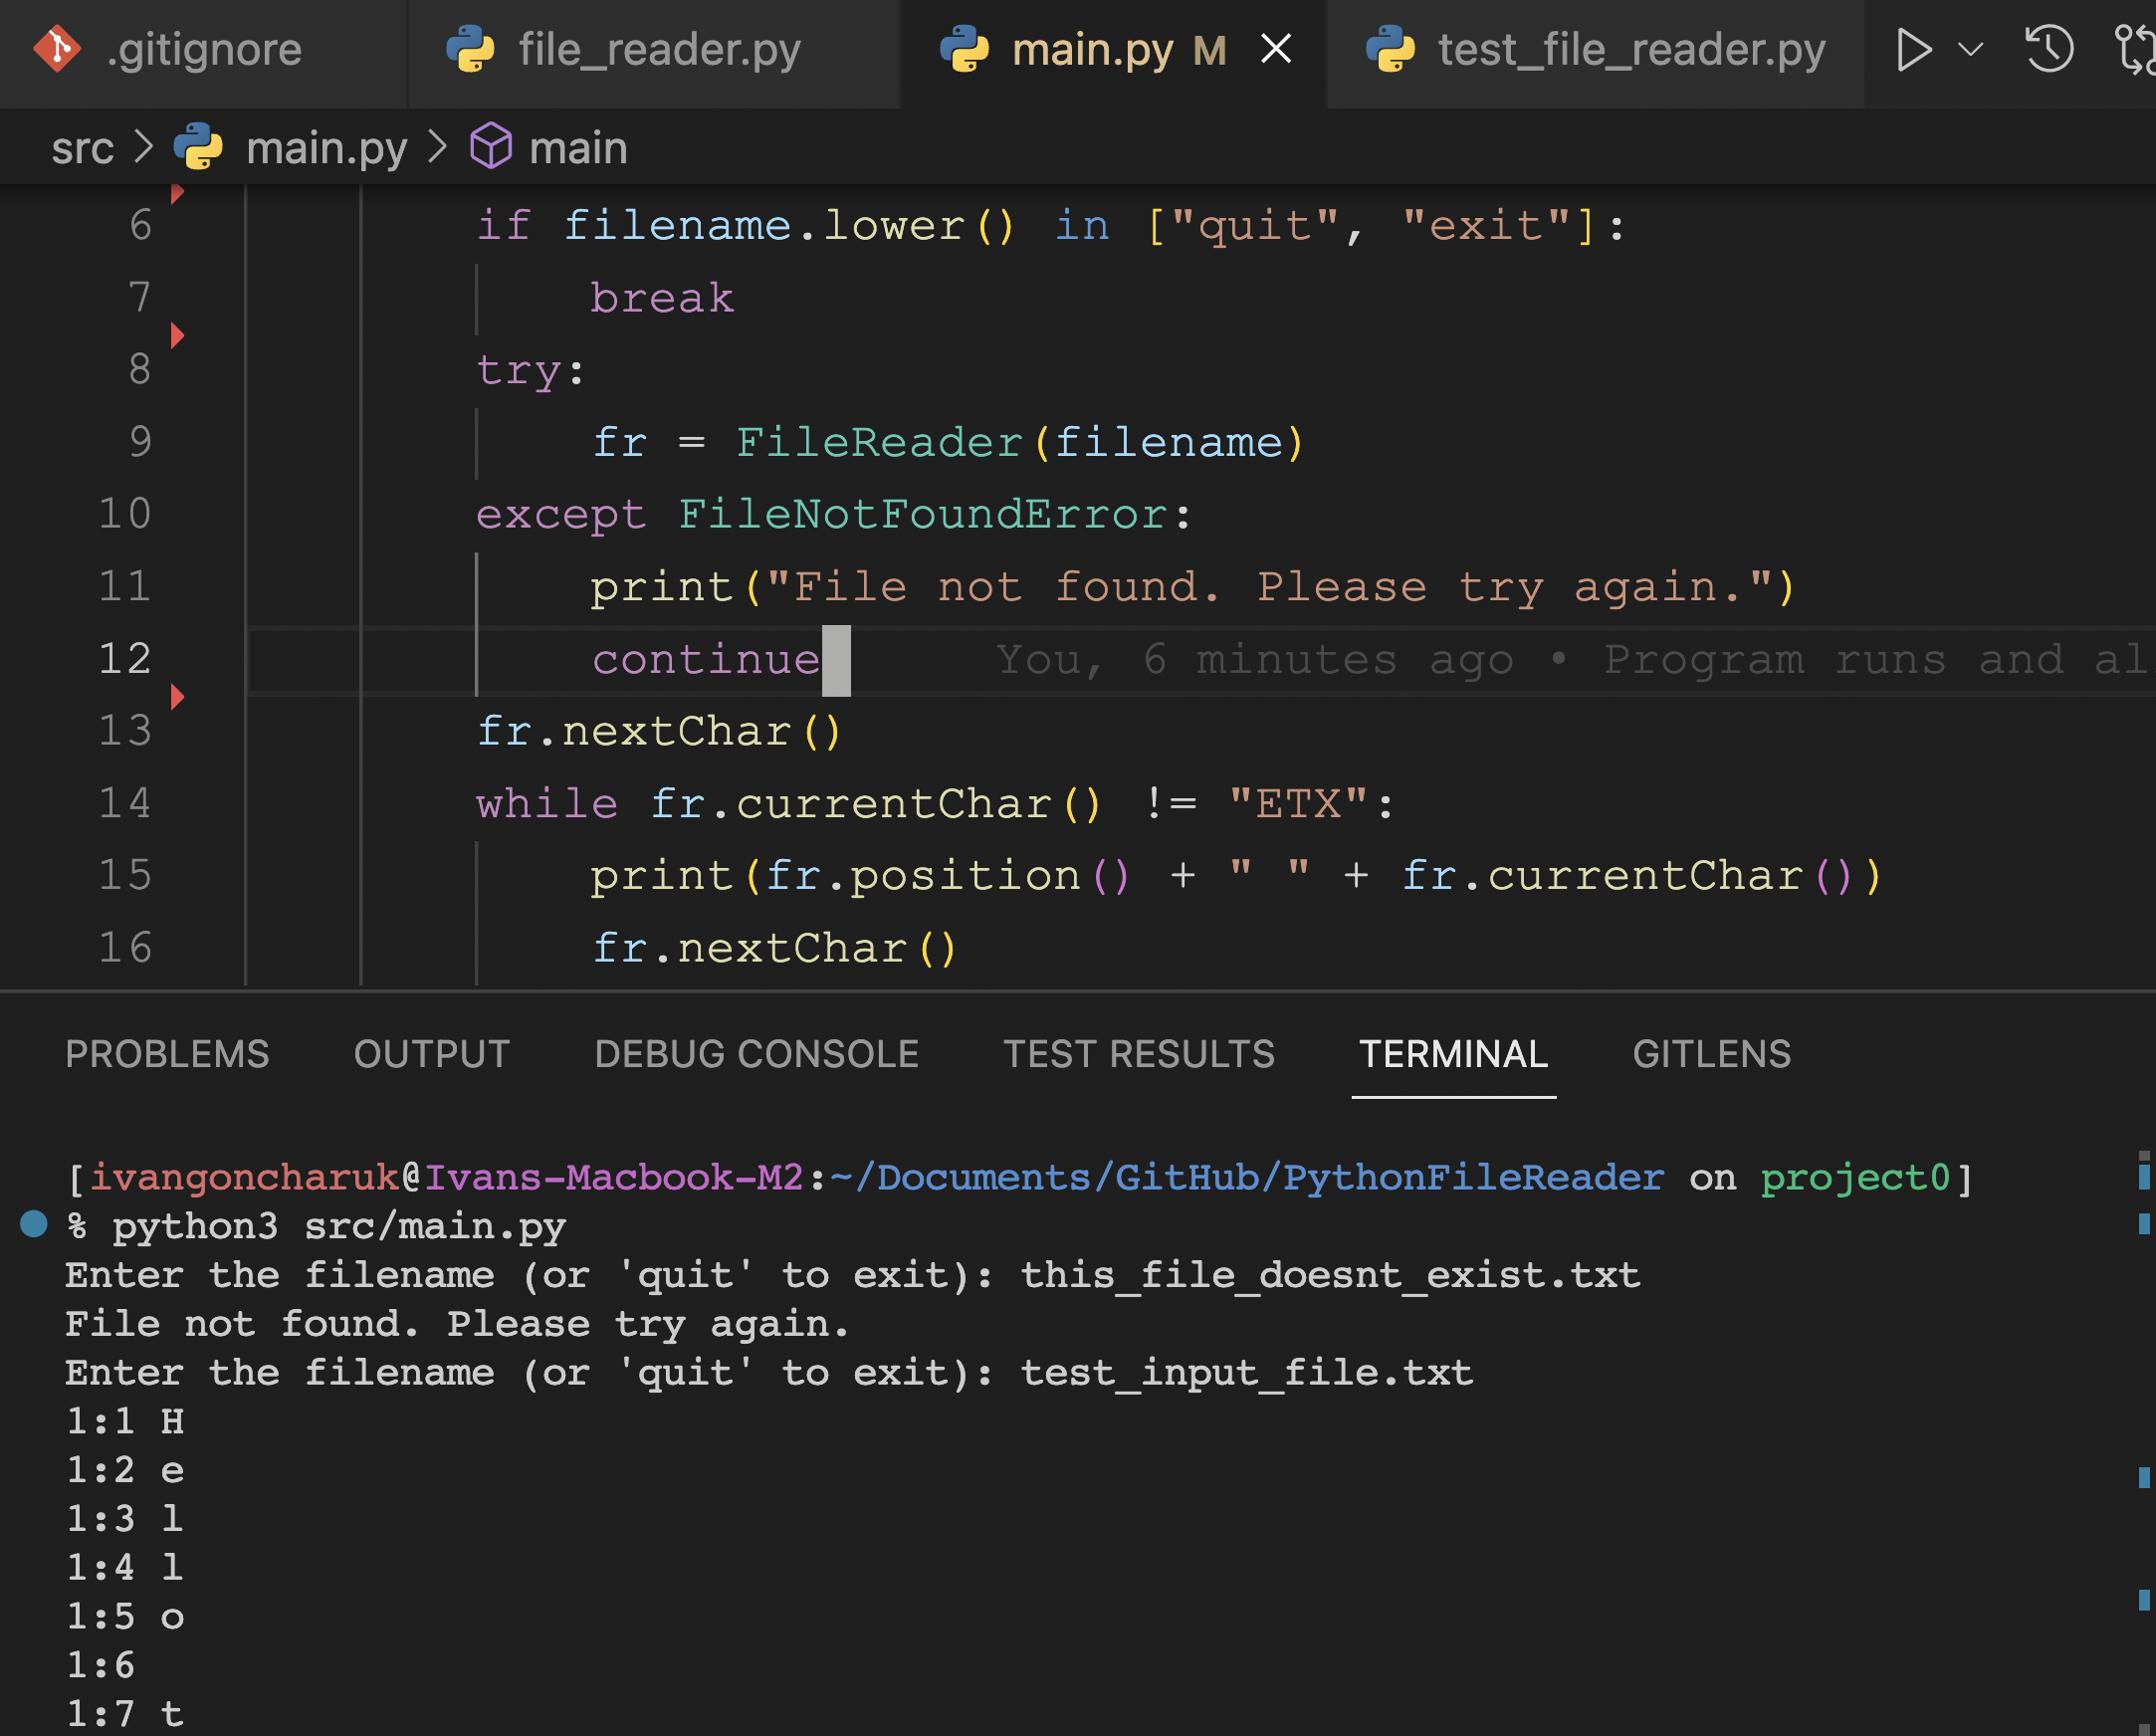 .gitignore file_reader.py main.py M test_file_reader.py
src main.py main
6 if filename.lower() in ["quit", "exit"]:
7 break
8 try:
9 fr = FileReader(filename)
10 except FileNotFoundError:
11 print("File not found. Please try again.")
12 continue You, 6 minutes ago • Program runs and al
13 fr.nextChar()
14 while fr.currentChar() != "ETX":
15 print(fr.position() + " " + fr.currentChar())
16 fr.nextChar()
PROBLEMS OUTPUT DEBUG CONSOLE TEST RESULTS TERMINAL GITLENS
[ivangoncharuk@Ivans-Macbook-M2:~/Documents/GitHub/PythonFileReader on project0]
% python3 src/main.py
Enter the filename (or 'quit' to exit): this_file_doesnt_exist.txt
File not found. Please try again.
Enter the filename (or 'quit' to exit): test_input_file.txt
1:1 H
1:2 e
1:3 l
1:4 l
1:5 o
1:6
1:7 t